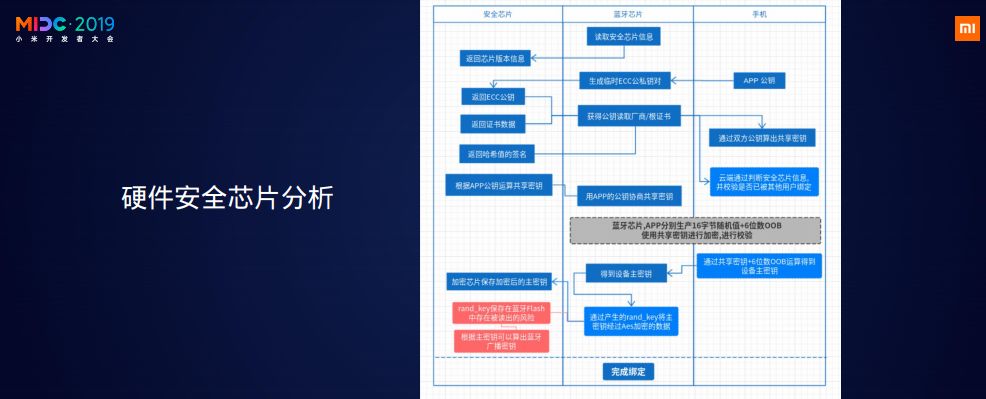 MIDC·2019
小米开发者大会
mi
硬件安全芯片分析
安全芯片
蓝牙芯片
手机
读取安全芯片信息
返回芯片版本信息
生成临时ECC公私钥对
APP 公钥
返回ECC公钥
获得公钥读取厂商/根证书
返回证书数据
通过双方公钥算出共享密钥
返回哈希值的签名
云端通过判断安全芯片信息,
并校验是否已被其他用户绑定
根据APP公钥运算共享密钥
用APP的公钥协商共享密钥
蓝牙芯片,APP分别生产16字节随机值+6位数OOB
使用共享密钥进行加密,进行校验
通过共享密钥+6位数OOB运算得到
设备主密钥
得到设备主密钥
加密芯片保存加密后的主密钥
rand_key保存在蓝牙Flash
中存在被读出的风险
通过产生的rand_key将主
密钥经过Aes加密的数据
根据主密钥可以算出蓝牙
广播密钥
完成绑定